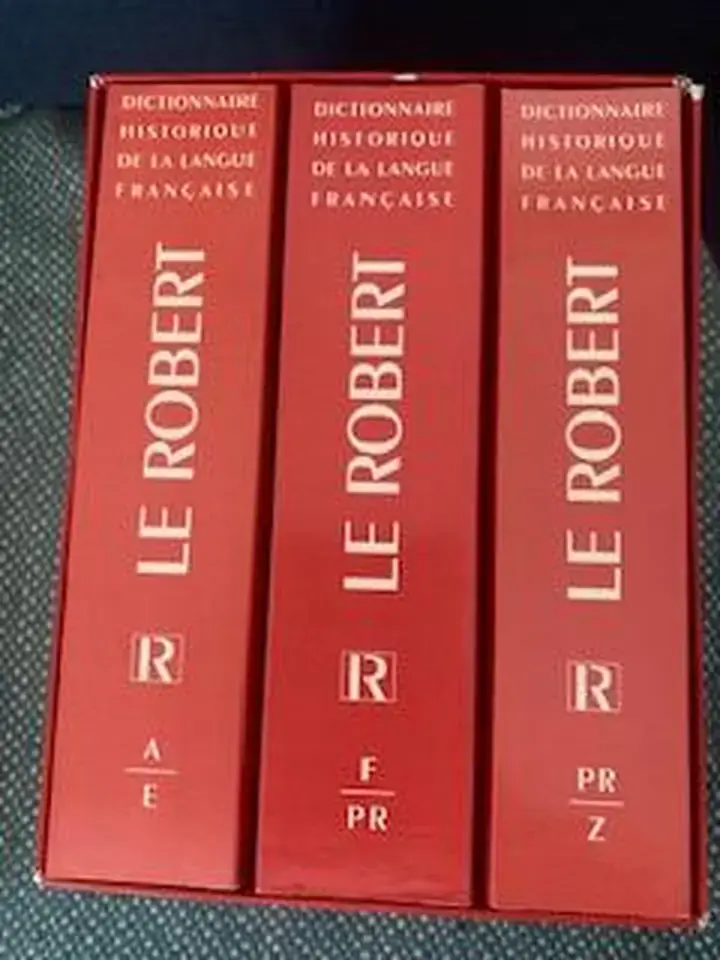 DICTIONNAIRE
HISTORIQUE
DE LA LANGUE
FRANÇAISE
LE ROBERT
R
A
E
DICTIONNAIRE
HISTORIQUE
DE LA LANGUE
FRANÇAISE
LE ROBERT
R
F
PR
DICTIONNAIRE
HISTORIQUE
DE LA LANGUE
FRANÇAISE
LE ROBERT
R
PR
Z